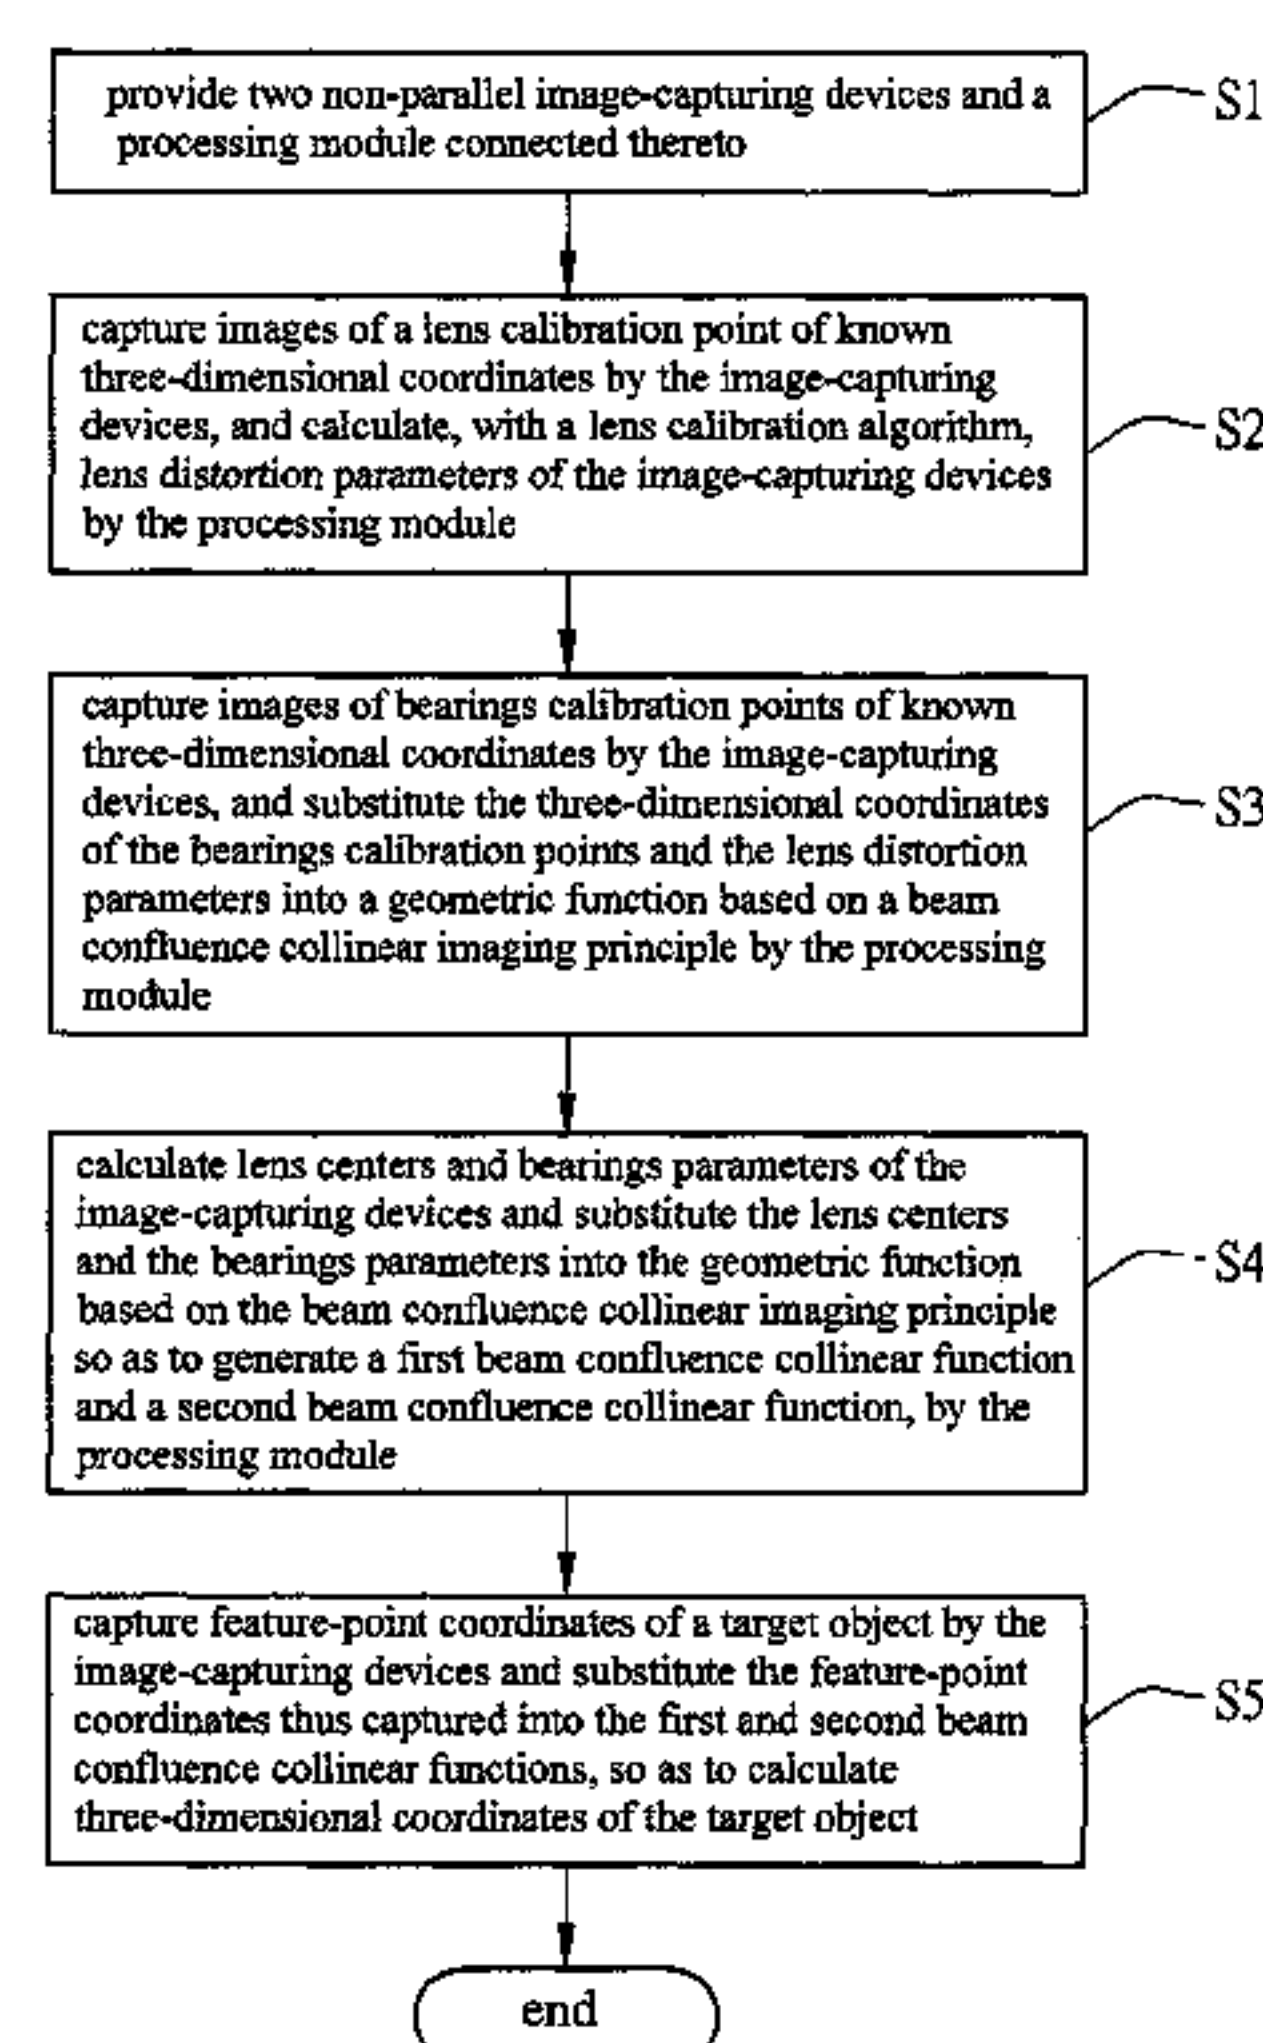 provide two non-parallel image-capturing devices and a
processing module connected thereto
S1
capture images of a lens calibration point of known
three-dimensional coordinates by the image-capturing
devices, and calculate, with a lens calibration algorithm,
lens distortion parameters of the image-capturing devices
by the processing module
S2
capture images of bearings calibration points of known
three-dimensional coordinates by the image-capturing
devices, and substitute the three-dimensional coordinates
of the bearings calibration points and the lens distortion
parameters into a geometric function based on a beam
confluence collinear imaging principle by the processing
module
S3
calculate lens centers and bearings parameters of the
image-capturing devices and substitute the lens centers
and the bearings parameters into the geometric function
based on the beam confluence collinear imaging principle
so as to generate a first beam confluence collinear function
and a second beam confluence collinear function, by the
processing module
S4
capture feature-point coordinates of a target object by the
image-capturing devices and substitute the feature-point
coordinates thus captured into the first and second beam
confluence collinear functions, so as to calculate
three-dimensional coordinates of the target object
S5
end